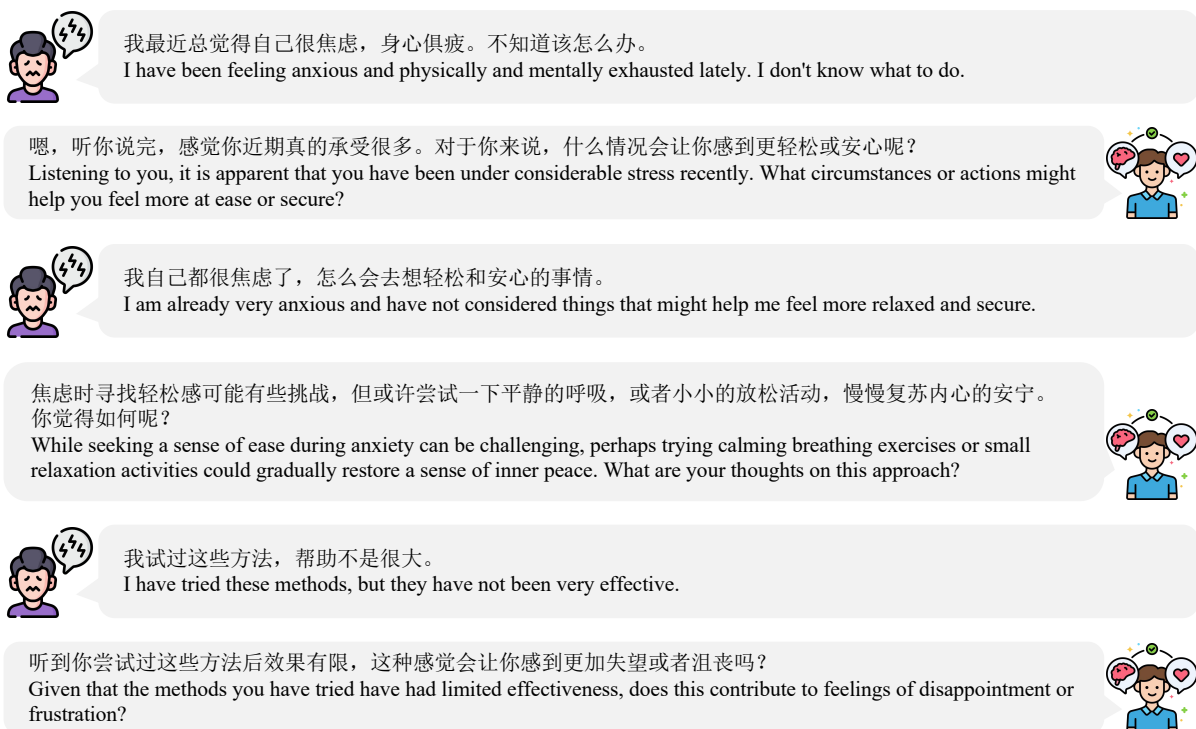 我最近总觉得自己很焦虑，身心俱疲。不知道该怎么办。
I have been feeling anxious and physically and mentally exhausted lately. I don't know what to do.
嗯，听你说完，感觉你近期真的承受很多。对于你来说，什么情况会让你感到更轻松或安心呢？
Listening to you, it is apparent that you have been under considerable stress recently. What circumstances or actions might
help you feel more at ease or secure?
我自己都很焦虑了，怎么会去想轻松和安心的事情。
I am already very anxious and have not considered things that might help me feel more relaxed and secure.
焦虑时寻找轻松感可能有些挑战，但或许尝试一下平静的呼吸，或者小小的放松活动，慢慢复苏内心的安宁。
你觉得如何呢？
While seeking a sense of ease during anxiety can be challenging, perhaps trying calming breathing exercises or small
relaxation activities could gradually restore a sense of inner peace. What are your thoughts on this approach?
我试过这些方法，帮助不是很大。
I have tried these methods, but they have not been very effective.
听到你尝试过这些方法后效果有限，这种感觉会让你感到更加失望或者沮丧吗？
Given that the methods you have tried have had limited effectiveness, does this contribute to feelings of disappointment or
frustration?